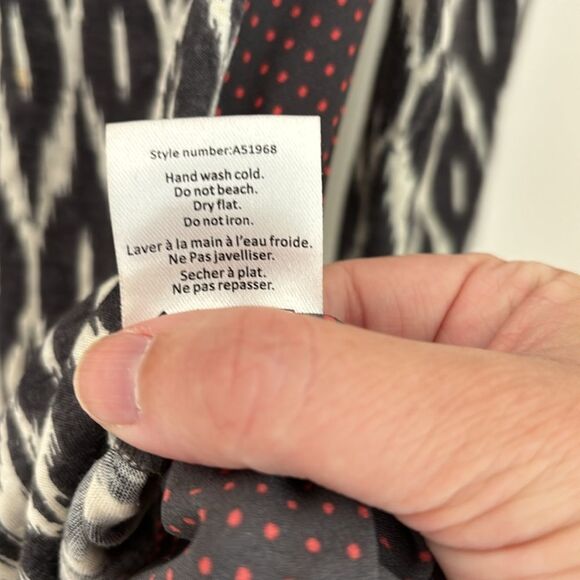 Style number:A51968
Hand wash cold.
Do not beach.
Dry flat.
Do not iron.
Laver à la main à l'eau froide.
Ne Pas javelliser.
Secher à plat.
Ne pas repasser.